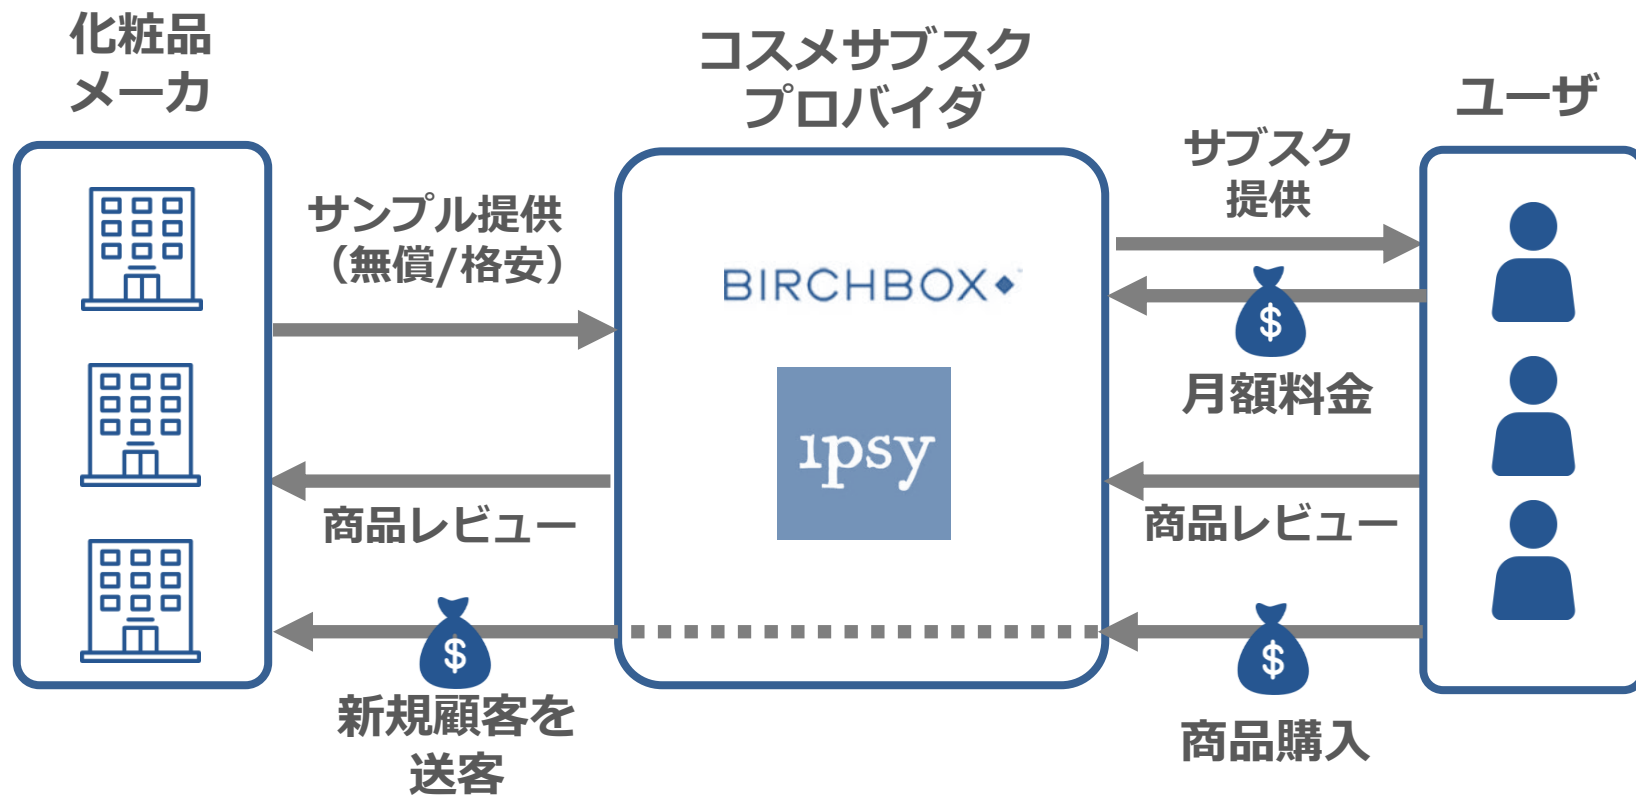 化粧品
メーカ
コスメサブスク
プロバイダ
ユーザ
サンプル提供
（無償/格安）
サブスク
提供
BIRCHBOX
$
月額料金
ipsy
商品レビュー
商品レビュー
$
新規顧客を
送客
$
商品購入